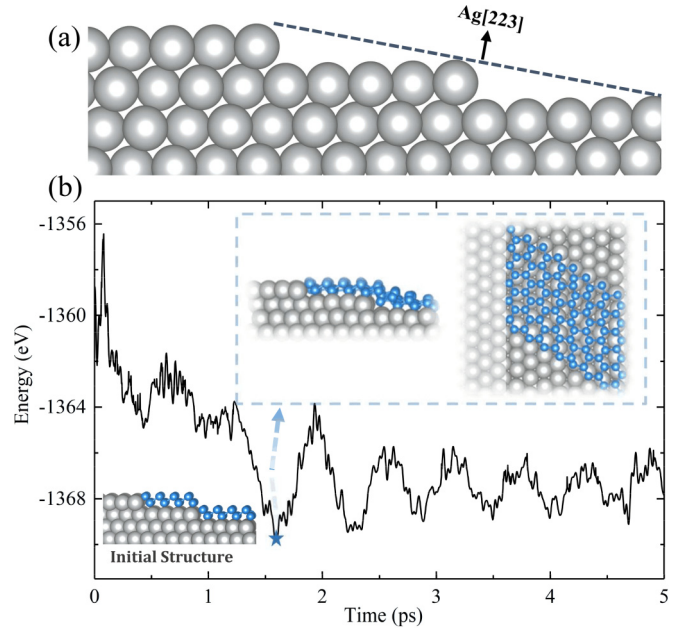 (a)
Ag[223]
(b)
-1356
-1360
-1364
-1368
Energy (eV)
Initial Structure
0
1
2
3
4
5
Time (ps)